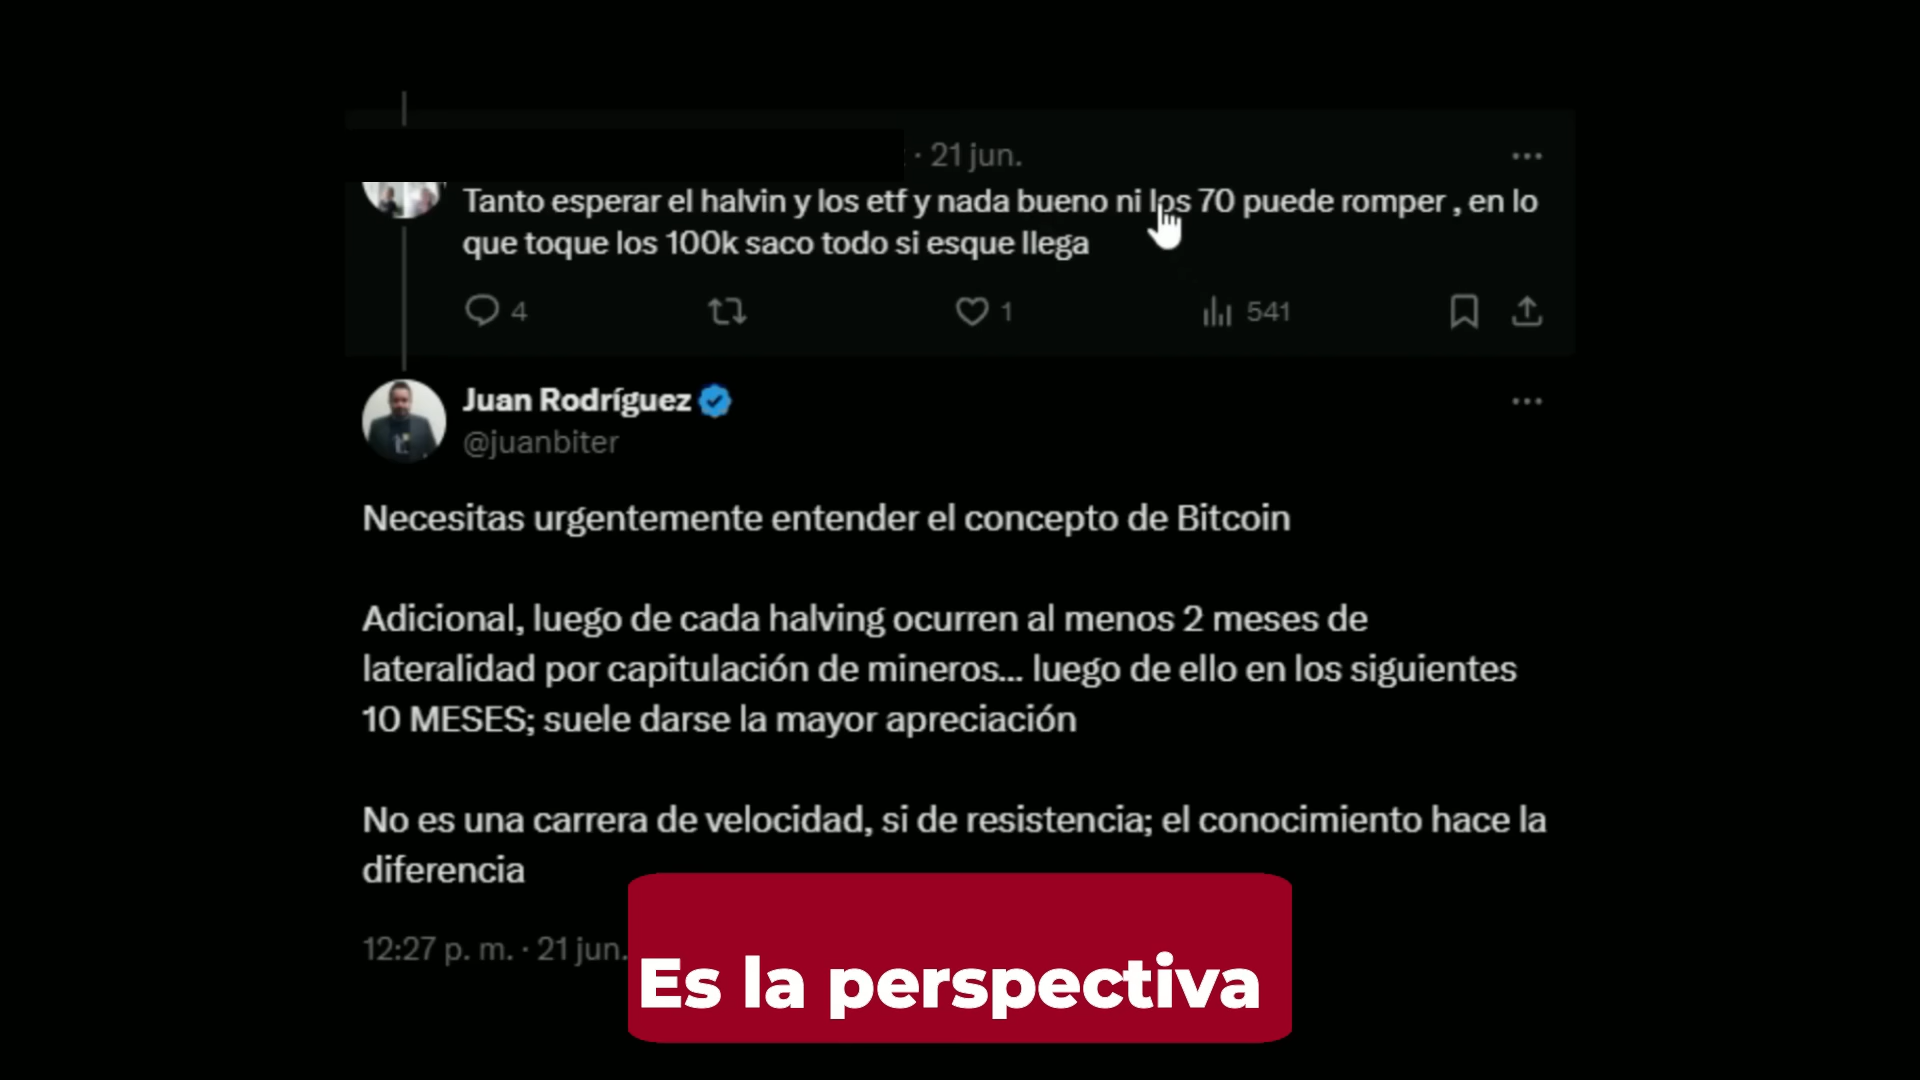 · 21 jun.
Tanto esperar el halvin y los etf y nada bueno ni los 70 puede romper , en lo
que toque los 100k saco todo si esque llega
4 1 541
Juan Rodríguez
@juanbiter
Necesitas urgentemente entender el concepto de Bitcoin
Adicional, luego de cada halving ocurren al menos 2 meses de
lateralidad por capitulación de mineros... luego de ello en los siguientes
10 MESES; suele darse la mayor apreciación
No es una carrera de velocidad, si de resistencia; el conocimiento hace la
diferencia
12:27 p. m. · 21 jun.
Es la perspectiva